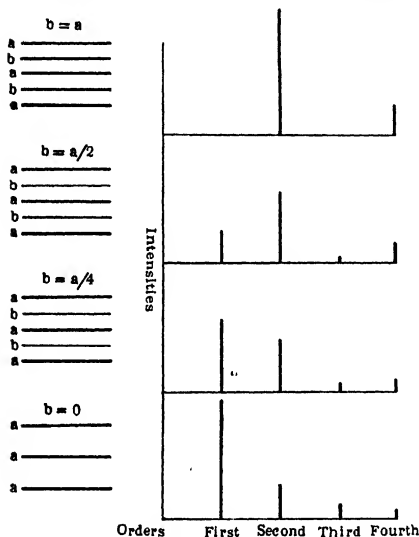 b = a
a
b
a
b
a
b = a/2
a
b
a
b
a
b = a/4
a
b
a
b
a
b = 0
a
a
a
Intensities
Orders First Second Third Fourth